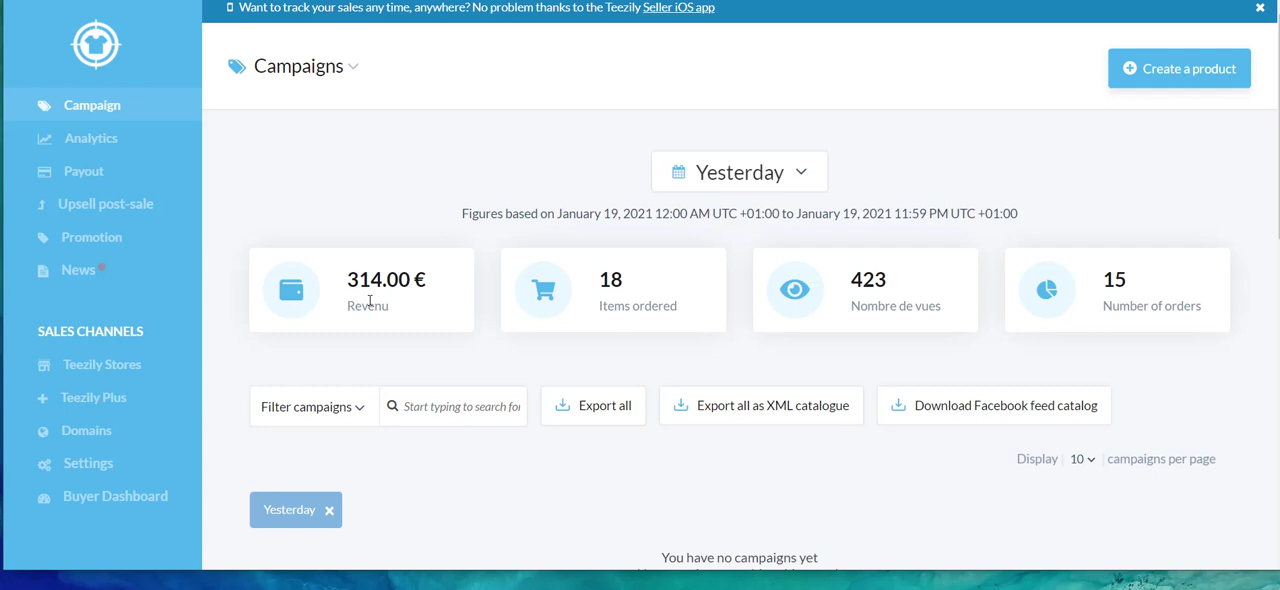 Want to track your sales any time, anywhere? No problem thanks to the Teezily Seller iOS app
Campaigns
Create a product
Campaign
Analytics
Payout
Upsell post-sale
Promotion
News
SALES CHANNELS
Teezily Stores
Teezily Plus
Domains
Settings
Buyer Dashboard
Yesterday
Figures based on January 19, 2021 12:00 AM UTC +01:00 to January 19, 2021 11:59 PM UTC +01:00
314.00 €
Revenu
18
Items ordered
423
Nombre de vues
15
Number of orders
Filter campaigns
Start typing to search for
Export all
Export all as XML catalogue
Download Facebook feed catalog
Display 10 campaigns per page
Yesterday
You have no campaigns yet